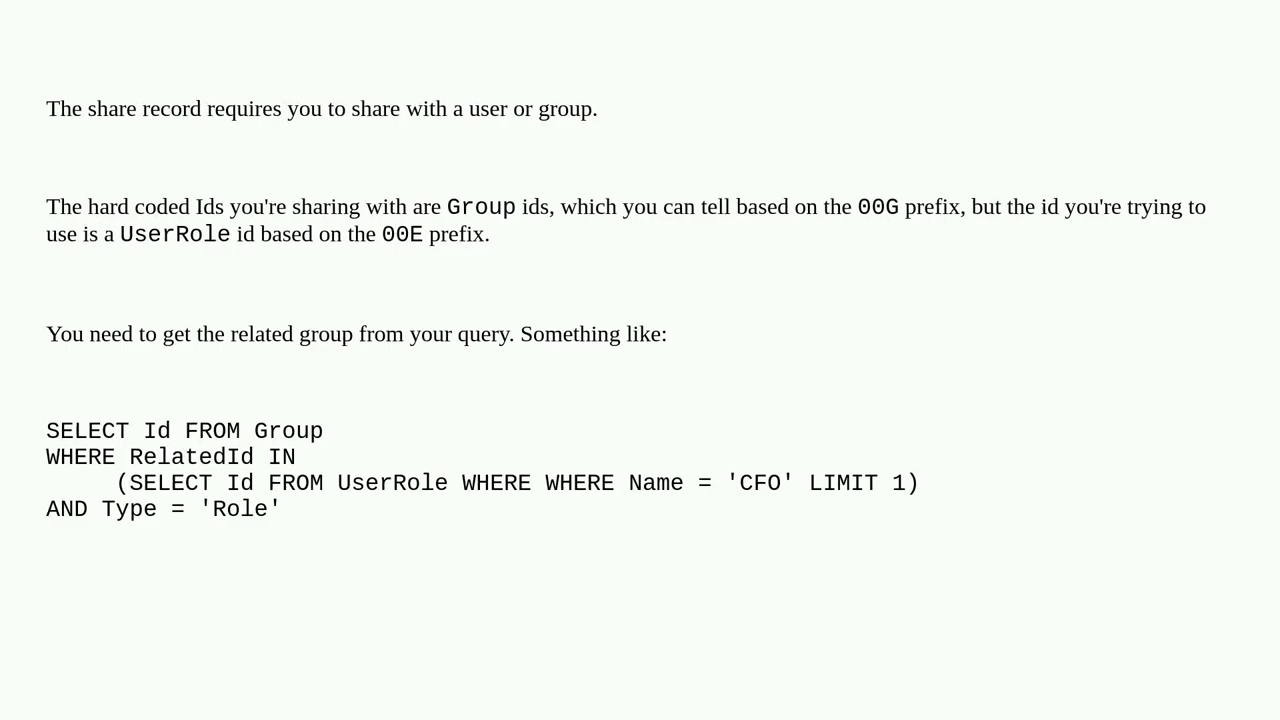 The share record requires you to share with a user or group.
The hard coded Ids you're sharing with are Group ids, which you can tell based on the 00G prefix, but the id you're trying to
use is a UserRole id based on the 00E prefix.
You need to get the related group from your query. Something like:
SELECT Id FROM Group
WHERE RelatedId IN
     (SELECT Id FROM UserRole WHERE WHERE Name = 'CFO' LIMIT 1)
AND Type = 'Role'